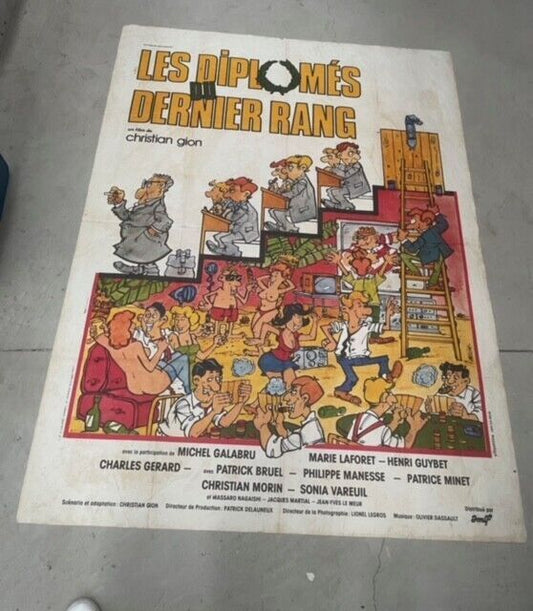 LES DIPLOMÉS
DU
DERNIER RANG
un film de
christian gion
avec la participation de MICHEL GALABRU MARIE LAFORET – HENRI GUYBET
CHARLES GERARD – avec PATRICK BRUEL – PHILIPPE MANESSE – PATRICE MINET
CHRISTIAN MORIN – SONIA VAREUIL
et MASSARO NAGAISHI – JACQUES MARTIAL – JEAN-YVES LE MEUR
Scénario et adaptation : CHRISTIAN GION Directeur de Production : PATRICK DELAUNEUX Directeur de la Photographie : LIONEL LEGROS Musique : OLIVIER DASSAULT
Distribué par